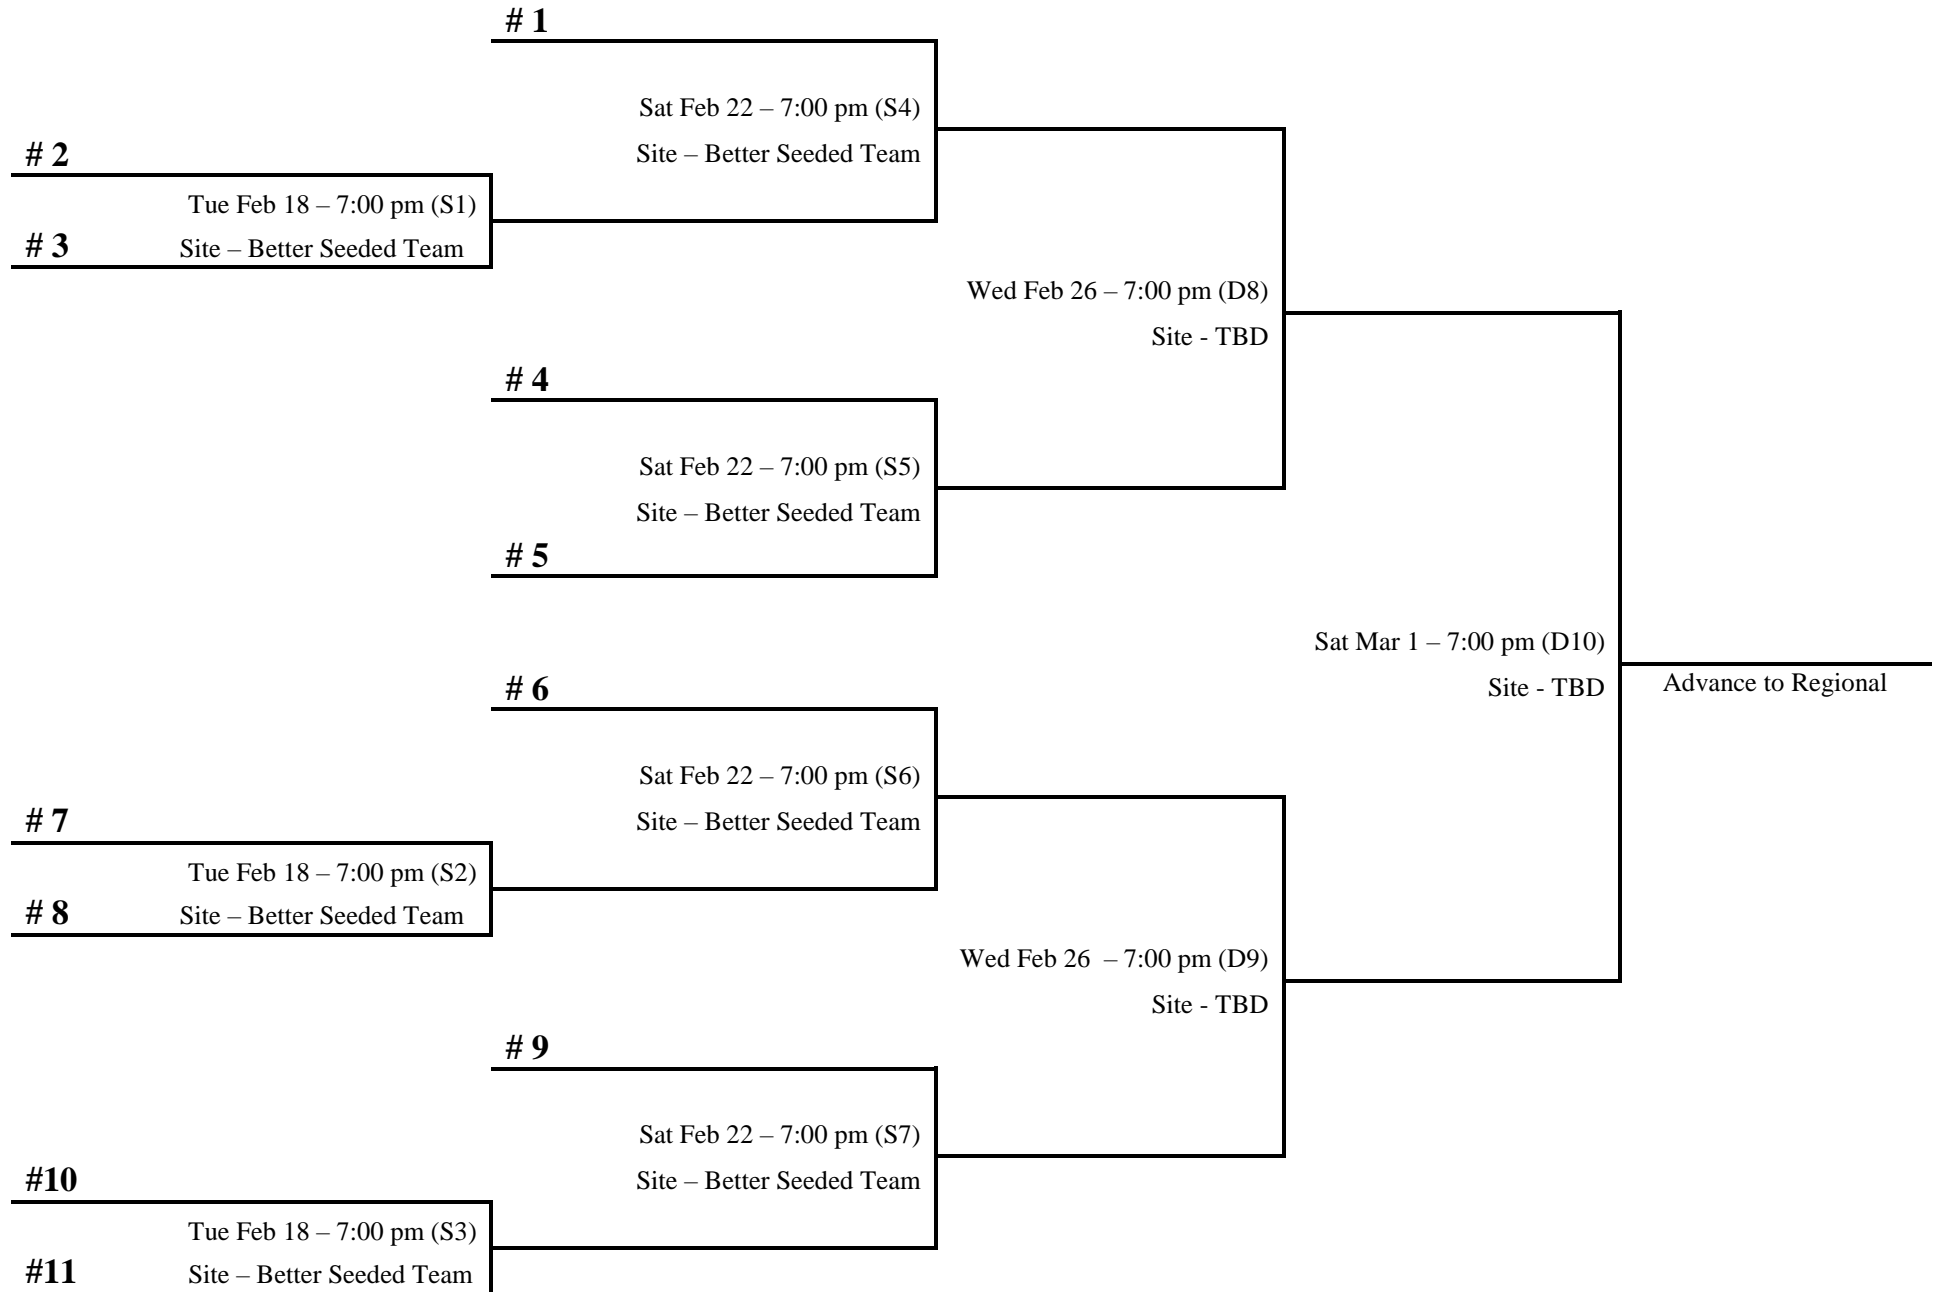 # 1
Sat Feb 22 – 7:00 pm (S4)
Site – Better Seeded Team
# 2
Tue Feb 18 – 7:00 pm (S1)
# 3
Site – Better Seeded Team
Wed Feb 26 – 7:00 pm (D8)
Site - TBD
# 4
Sat Feb 22 – 7:00 pm (S5)
Site – Better Seeded Team
# 5
Sat Mar 1 – 7:00 pm (D10)
Site - TBD
Advance to Regional
# 6
Sat Feb 22 – 7:00 pm (S6)
Site – Better Seeded Team
# 7
Tue Feb 18 – 7:00 pm (S2)
# 8
Site – Better Seeded Team
Wed Feb 26 – 7:00 pm (D9)
Site - TBD
# 9
Sat Feb 22 – 7:00 pm (S7)
Site – Better Seeded Team
#10
Tue Feb 18 – 7:00 pm (S3)
#11
Site – Better Seeded Team